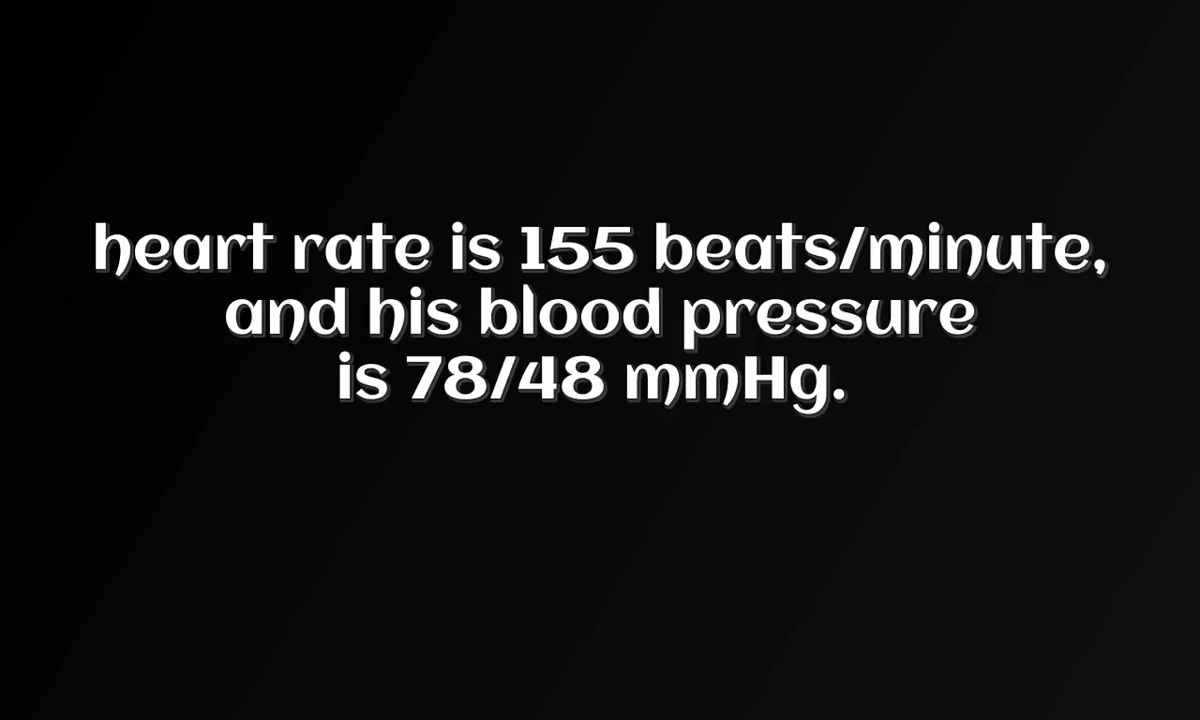 heart rate is 155 beats/minute,
and his blood pressure
is 78/48 mmHg.